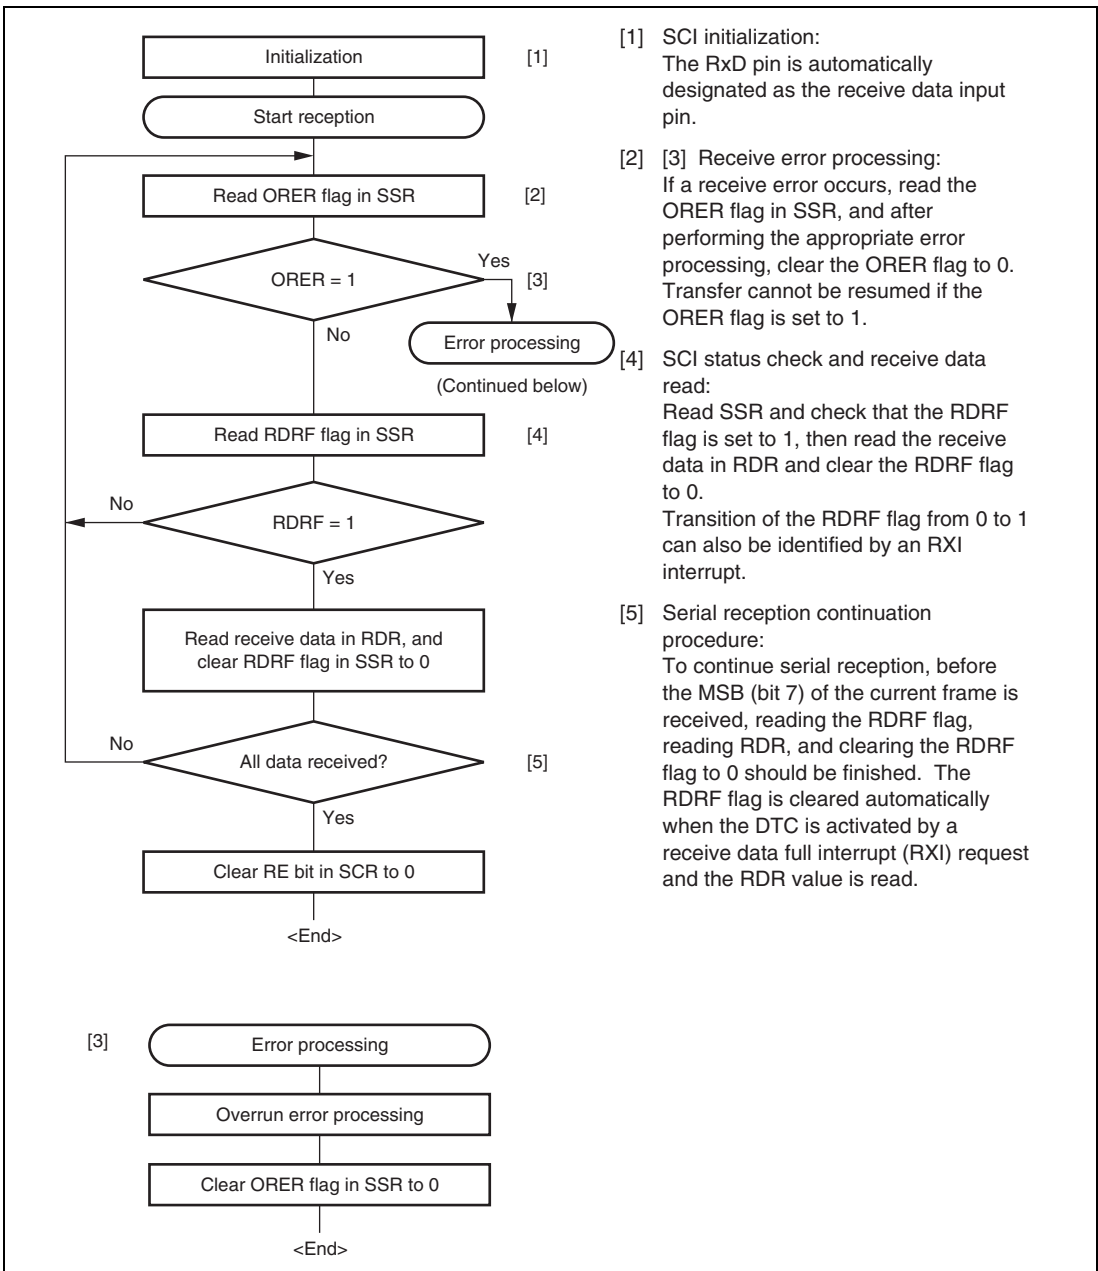 Initialization
[1]
Start reception
Read ORER flag in SSR
[2]
ORER = 1
Yes
[3]
No
Error processing
(Continued below)
Read RDRF flag in SSR
[4]
No
RDRF = 1
Yes
Read receive data in RDR, and
clear RDRF flag in SSR to 0
No
All data received?
[5]
Yes
Clear RE bit in SCR to 0
<End>
[3]
Error processing
Overrun error processing
Clear ORER flag in SSR to 0
<End>
[1] SCI initialization:
The RxD pin is automatically
designated as the receive data input
pin.
[2] [3] Receive error processing:
If a receive error occurs, read the
ORER flag in SSR, and after
performing the appropriate error
processing, clear the ORER flag to 0.
Transfer cannot be resumed if the
ORER flag is set to 1.
[4] SCI status check and receive data
read:
Read SSR and check that the RDRF
flag is set to 1, then read the receive
data in RDR and clear the RDRF flag
to 0.
Transition of the RDRF flag from 0 to 1
can also be identified by an RXI
interrupt.
[5] Serial reception continuation
procedure:
To continue serial reception, before
the MSB (bit 7) of the current frame is
received, reading the RDRF flag,
reading RDR, and clearing the RDRF
flag to 0 should be finished. The
RDRF flag is cleared automatically
when the DTC is activated by a
receive data full interrupt (RXI) request
and the RDR value is read.